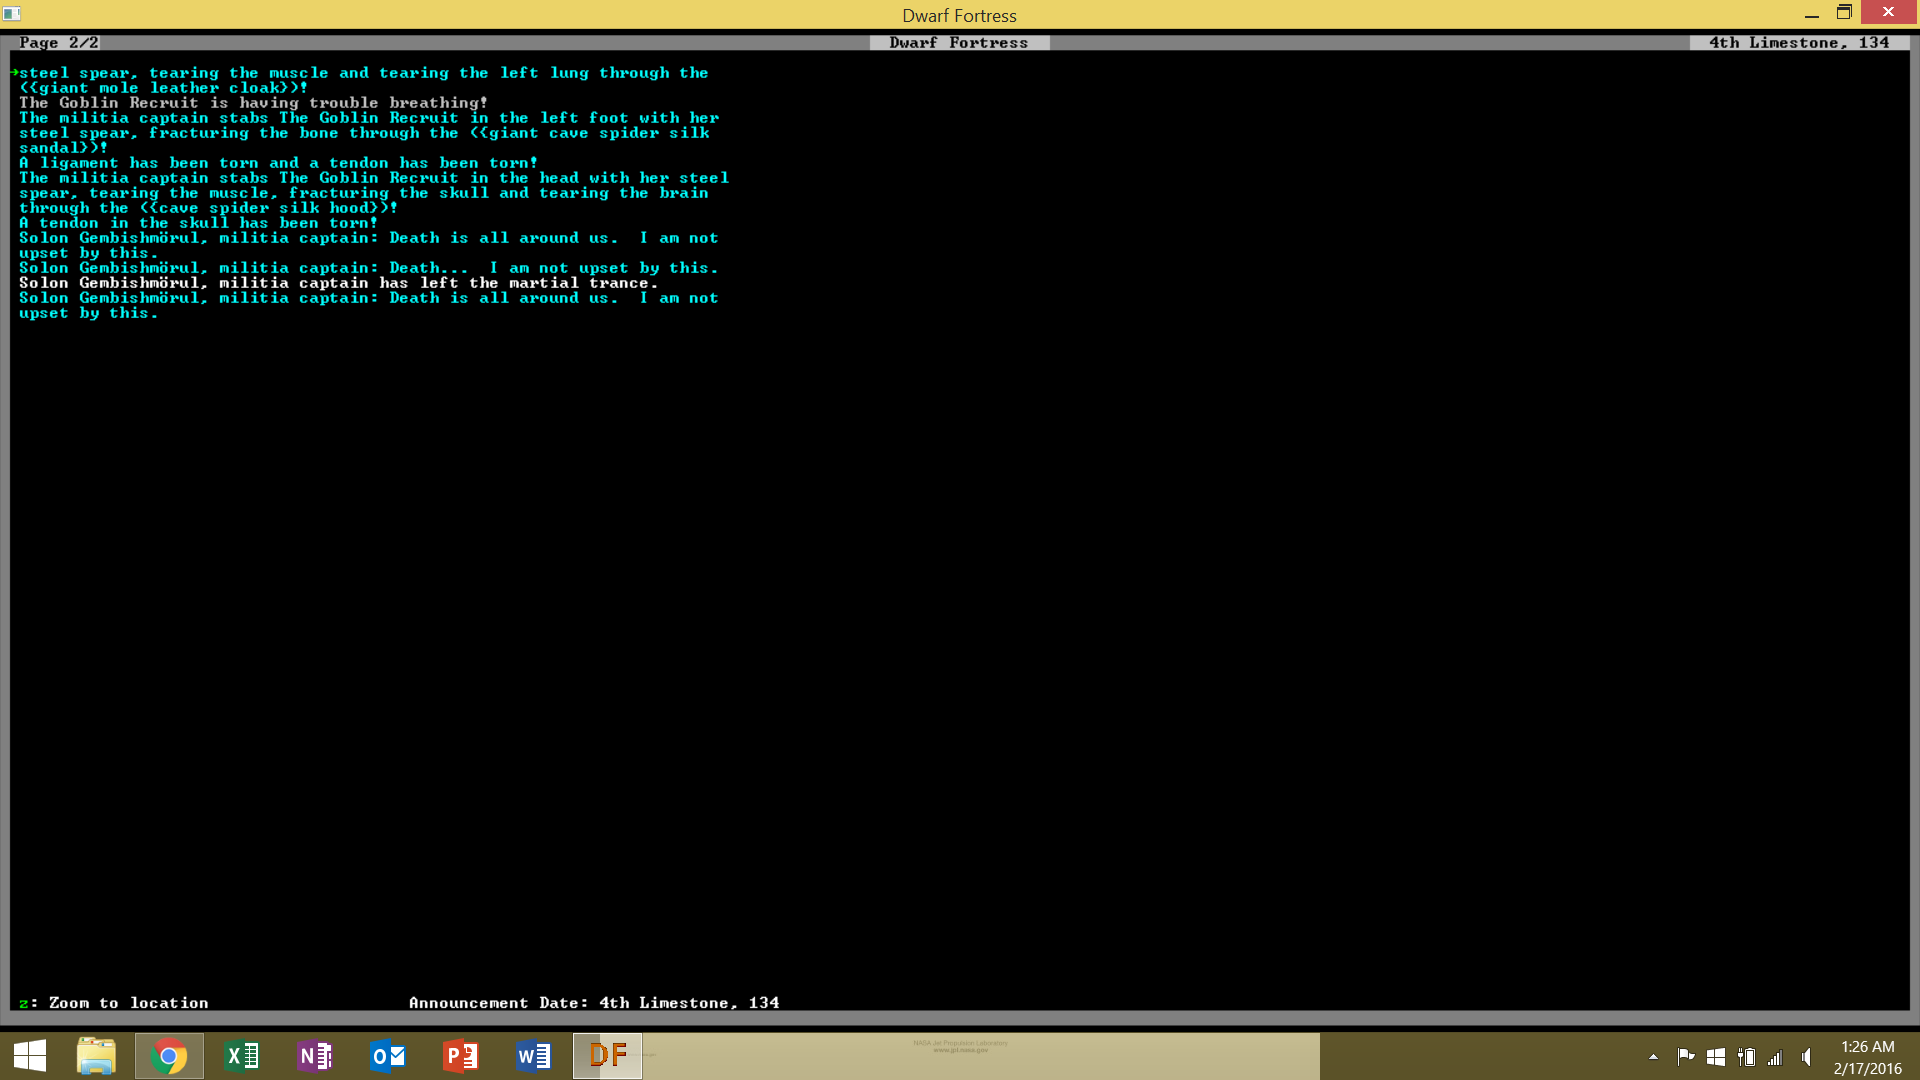 Dwarf Fortress
Page 2/2
Dwarf Fortress
4th Limestone, 134
steel spear, tearing the muscle and tearing the left lung through the
({giant mole leather cloak})!
The Goblin Recruit is having trouble breathing!
The militia captain stabs The Goblin Recruit in the left foot with her
steel spear, fracturing the bone through the ({giant cave spider silk
sandal})!
A ligament has been torn and a tendon has been torn!
The militia captain stabs The Goblin Recruit in the head with her steel
spear, tearing the muscle, fracturing the skull and tearing the brain
through the ({cave spider silk hood})!
A tendon in the skull has been torn!
Solon Gembishmörul, militia captain: Death is all around us.  I am not
upset by this.
Solon Gembishmörul, militia captain: Death...  I am not upset by this.
Solon Gembishmörul, militia captain has left the martial trance.
Solon Gembishmörul, militia captain: Death is all around us.  I am not
upset by this.
z: Zoom to location
Announcement Date: 4th Limestone, 134
DF
NASA Jet Propulsion Laboratory
www.jpl.nasa.gov
1:26 AM
2/17/2016